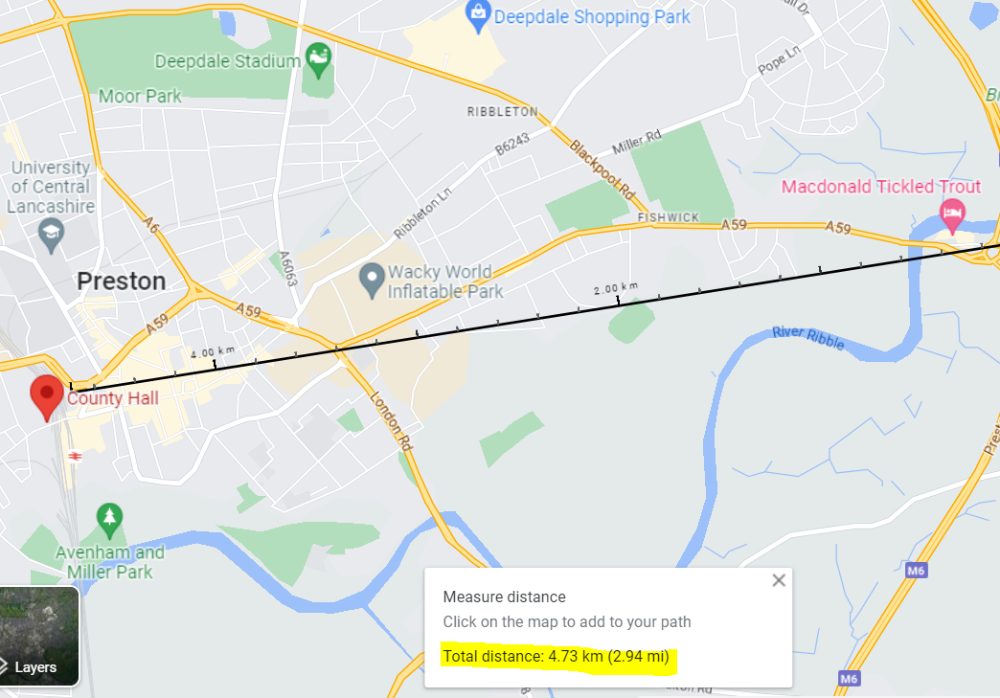 Deepdale Shopping Park
Deepdale Stadium
Moor Park
RIBBLETON
Pope Ln
Miller Rd
B6243
Blackpool Rd
University
of Central
Lancashire
Ribbleton Ln
Macdonald Tickled Trout
FISHWICK
A59
A59
A6
A6063
Preston
Wacky World
Inflatable Park
2.00 km
A59
A59
River Ribble
4.00 km
County Hall
London Rd
Avenham and
Miller Park
M6
Measure distance
Click on the map to add to your path
Total distance: 4.73 km (2.94 mi)
Layers
M6